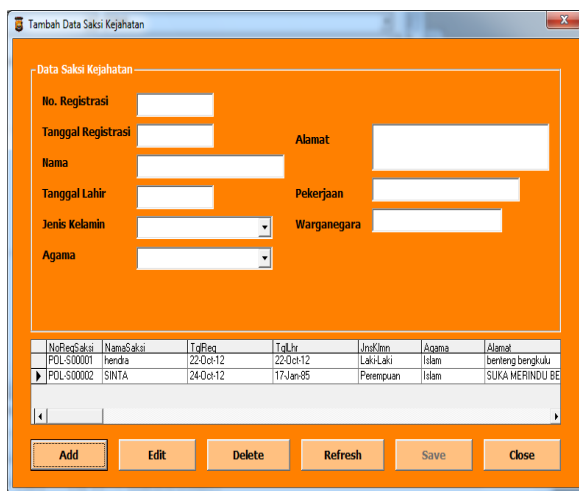 Tambah Data Saksi Kejahatan
x
Data Saksi Kejahatan
No. Registrasi
Tanggal Registrasi
Alamat
Nama
Tanggal Lahir
Pekerjaan
Jenis Kelamin
Warganegara
Agama
NoRegSaksi NamaSaksi TglReg TglLhr JnsKlmn Agama Alamat
POL-S00001 hendra 22-Oct-12 22-Oct-12 Laki-Laki Islam benteng bengkulu
POL-S00002 SINTA 24-Oct-12 17-Jan-85 Perempuan Islam SUKA MERINDU BE
Add Edit Delete Refresh Save Close